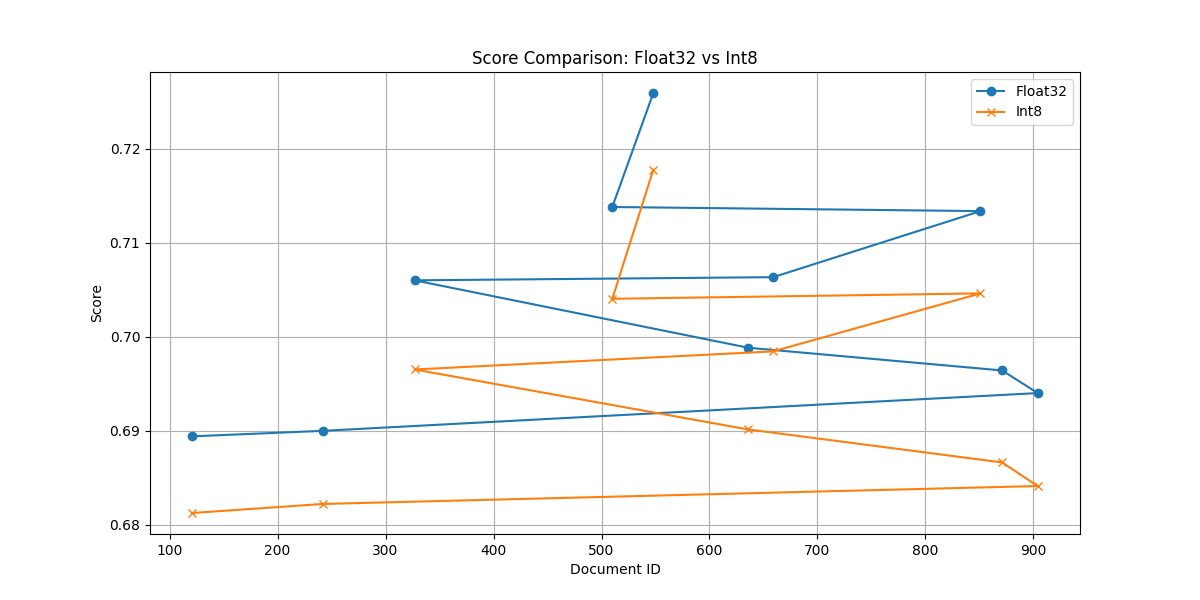 Score Comparison: Float32 vs Int8
Float32
Int8
0.72
0.71
0.70
0.69
0.68
Score
100 200 300 400 500 600 700 800 900
Document ID